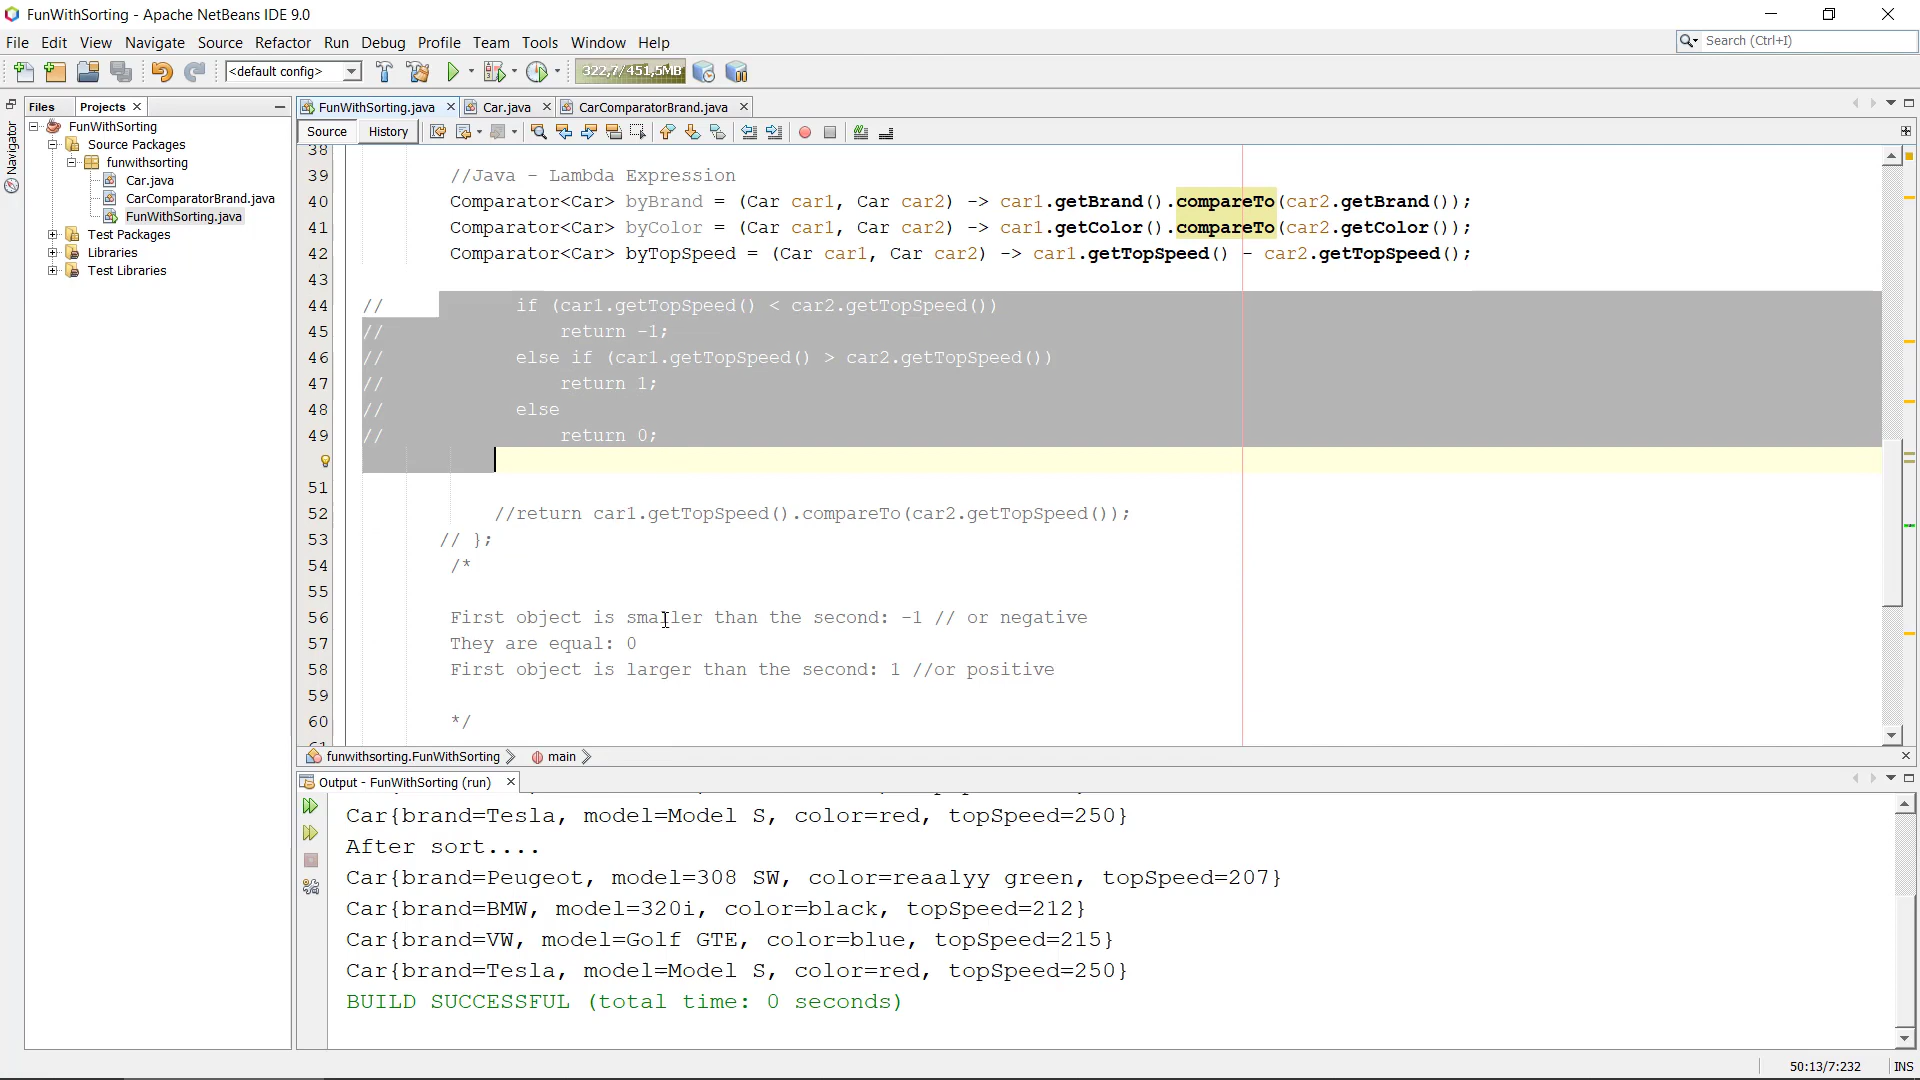 FunWithSorting - Apache NetBeans IDE 9.0
File Edit View Navigate Source Refactor Run Debug Profile Team Tools Window Help
Search (Ctrl+I)
<default config>
322,7/451,5MB
Files Projects
FunWithSorting.java Car.java CarComparatorBrand.java
Navigator
FunWithSorting
Source Packages
funwithsorting
Car.java
CarComparatorBrand.java
FunWithSorting.java
Test Packages
Libraries
Test Libraries
Source History
38
39 //Java - Lambda Expression
40 Comparator<Car> byBrand = (Car car1, Car car2) -> car1.getBrand().compareTo(car2.getBrand());
41 Comparator<Car> byColor = (Car car1, Car car2) -> car1.getColor().compareTo(car2.getColor());
42 Comparator<Car> byTopSpeed = (Car car1, Car car2) -> car1.getTopSpeed() - car2.getTopSpeed();
43
44 // if (car1.getTopSpeed() < car2.getTopSpeed())
45 // return -1;
46 // else if (car1.getTopSpeed() > car2.getTopSpeed())
47 // return 1;
48 // else
49 // return 0;
51
52 //return car1.getTopSpeed().compareTo(car2.getTopSpeed());
53 // };
54 /*
55
56 First object is smaller than the second: -1 // or negative
57 They are equal: 0
58 First object is larger than the second: 1 //or positive
59
60 */
funwithsorting.FunWithSorting main
Output - FunWithSorting (run)
Car{brand=Tesla, model=Model S, color=red, topSpeed=250}
After sort....
Car{brand=Peugeot, model=308 SW, color=reaalyy green, topSpeed=207}
Car{brand=BMW, model=320i, color=black, topSpeed=212}
Car{brand=VW, model=Golf GTE, color=blue, topSpeed=215}
Car{brand=Tesla, model=Model S, color=red, topSpeed=250}
BUILD SUCCESSFUL (total time: 0 seconds)
50:13/7:232 INS